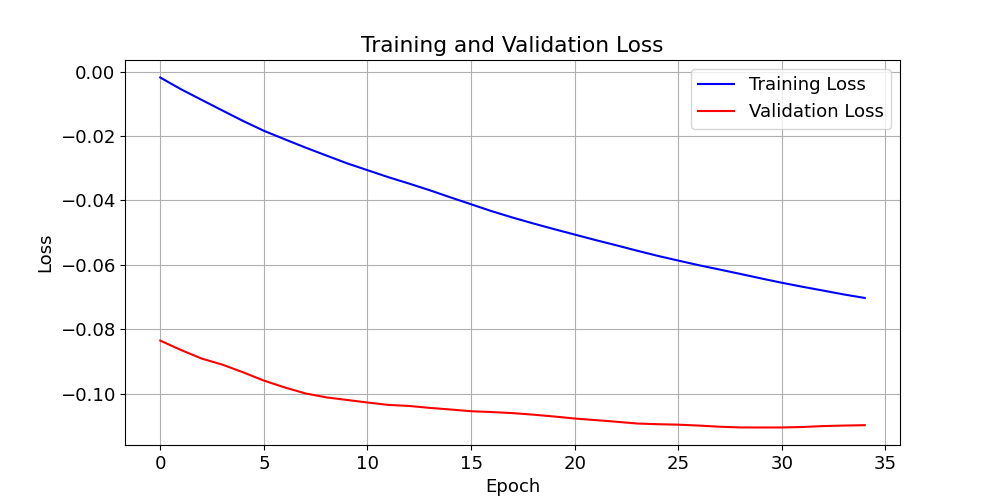 Training and Validation Loss
0.00
−0.02
−0.04
−0.06
−0.08
−0.10
Loss
Training Loss
Validation Loss
0 5 10 15 20 25 30 35
Epoch